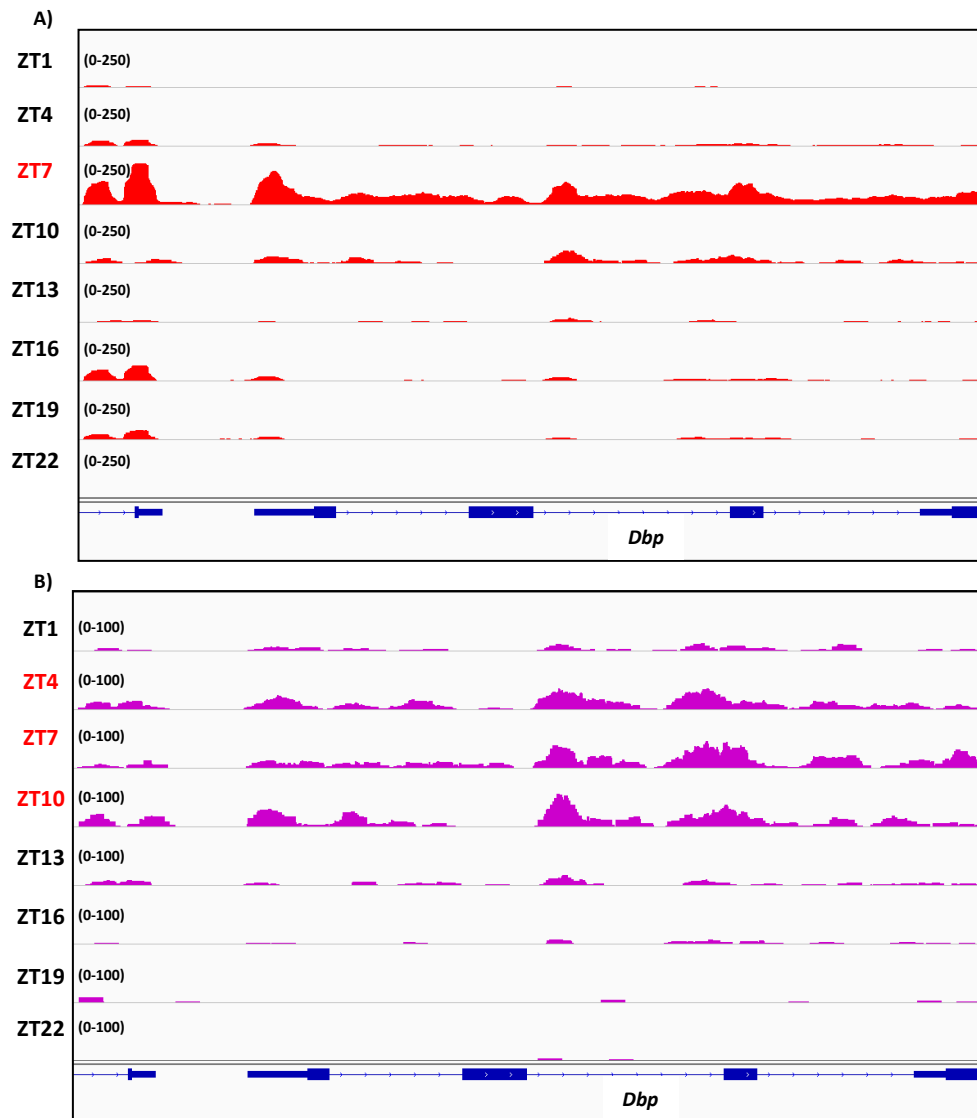 A)
ZT1 (0-250)
ZT4 (0-250)
ZT7 (0-250)
ZT10 (0-250)
ZT13 (0-250)
ZT16 (0-250)
ZT19 (0-250)
ZT22 (0-250)
Dbp
B)
ZT1 (0-100)
ZT4 (0-100)
ZT7 (0-100)
ZT10 (0-100)
ZT13 (0-100)
ZT16 (0-100)
ZT19 (0-100)
ZT22 (0-100)
Dbp